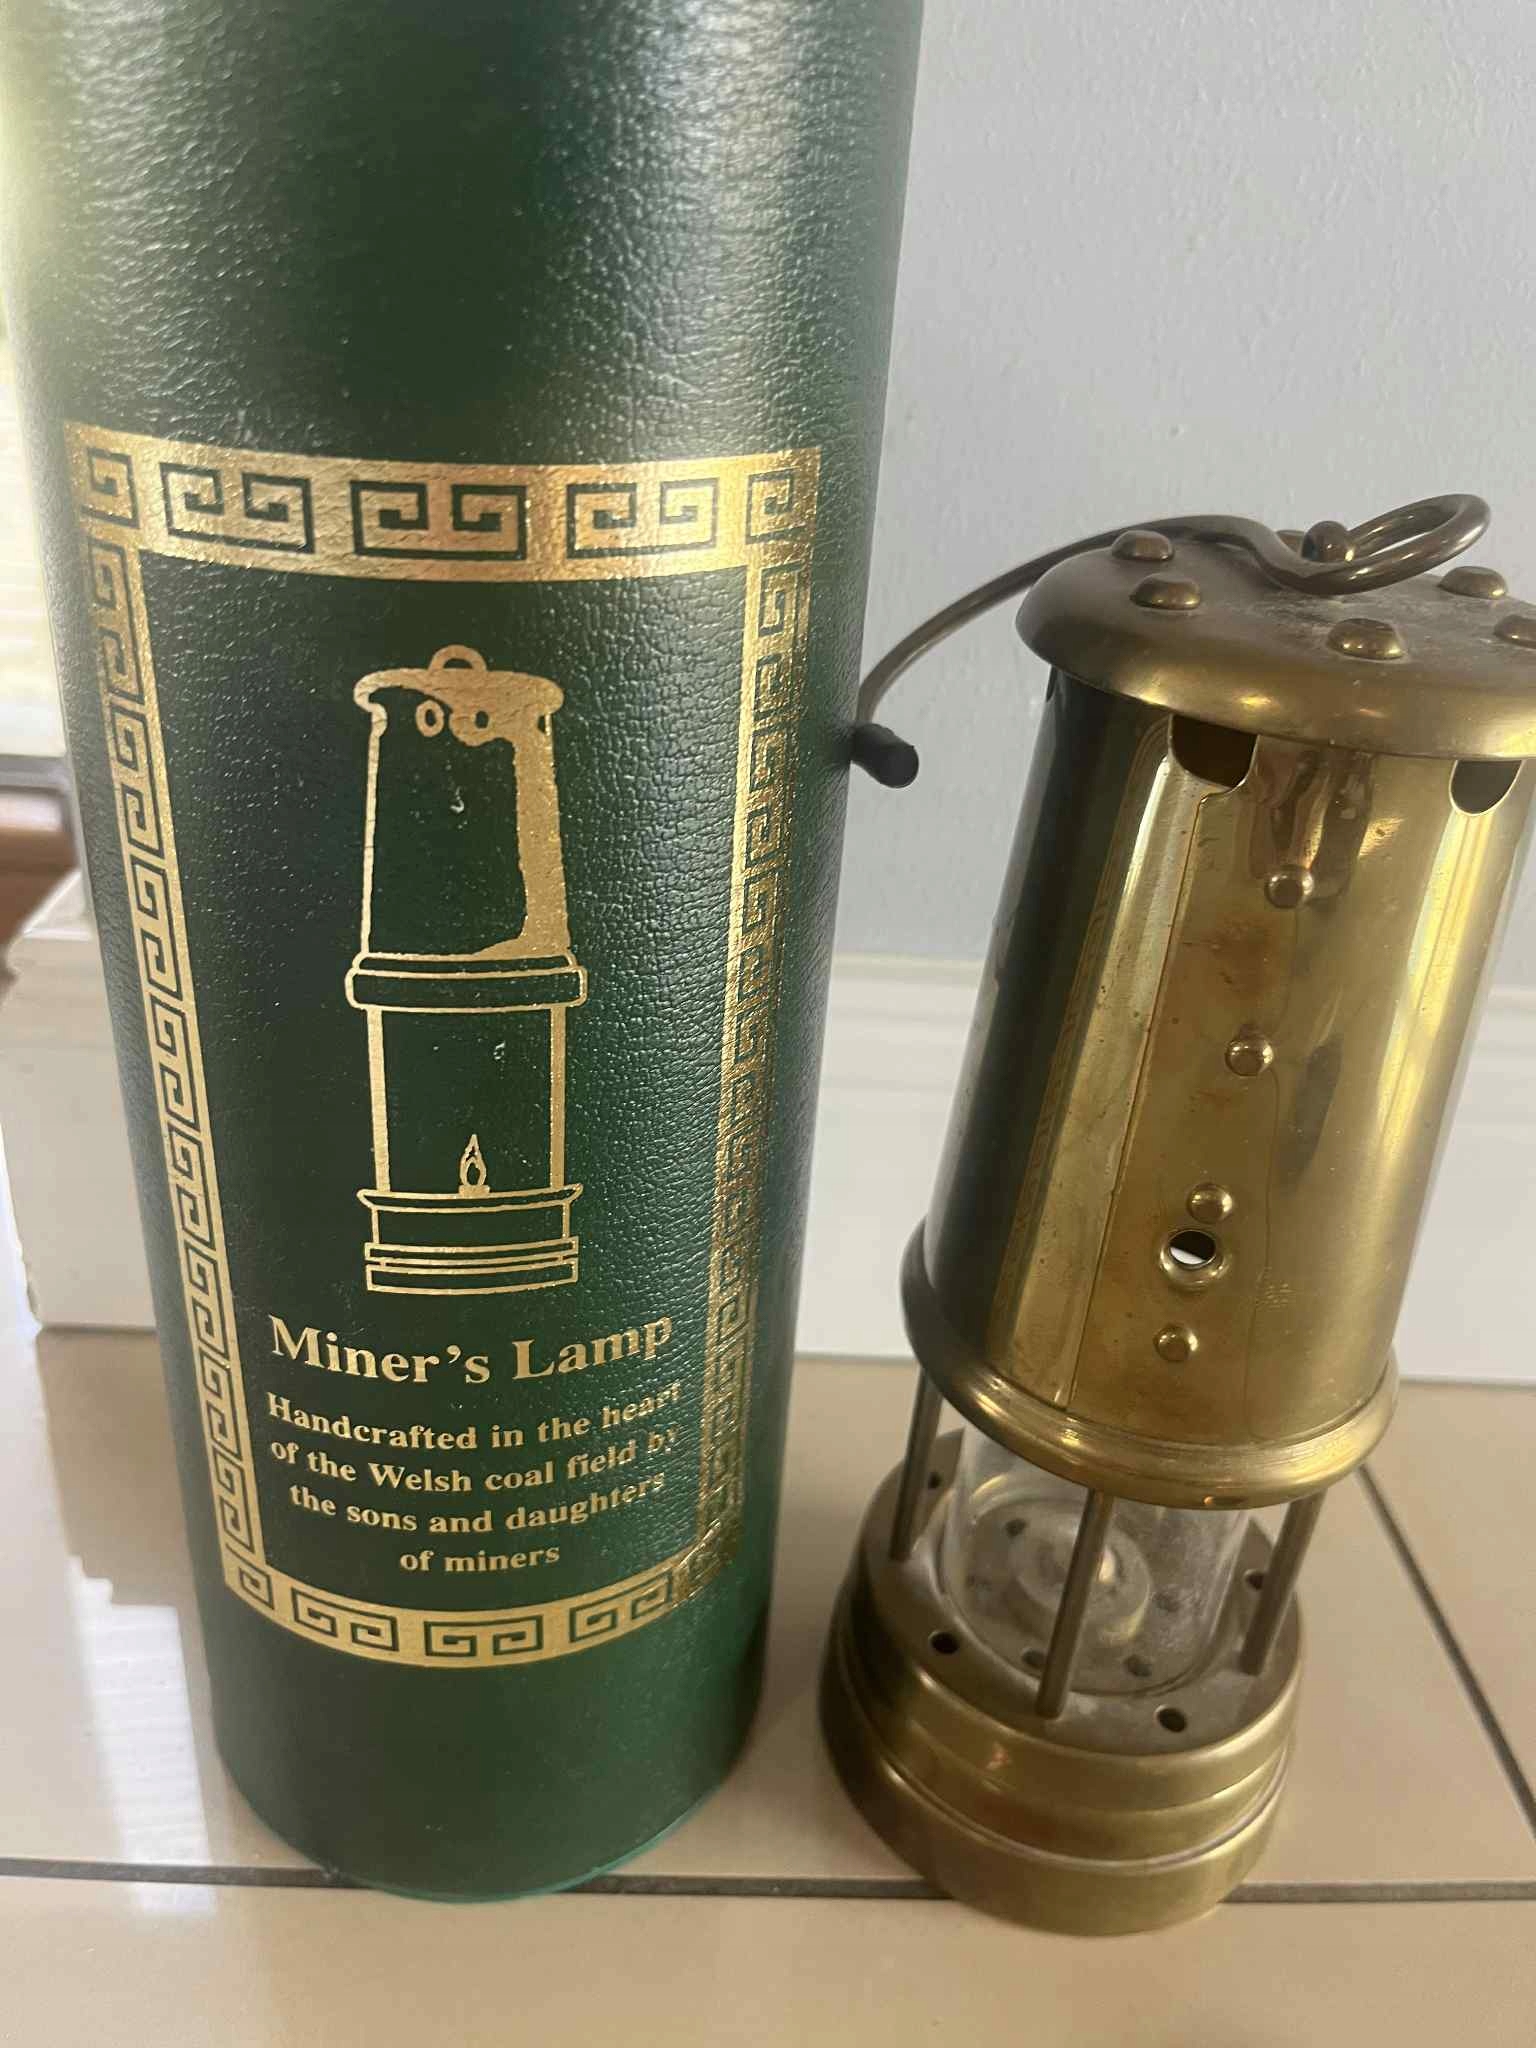 Miner's Lamp
Handcrafted in the heart
of the Welsh coal field by
the sons and daughters
of miners